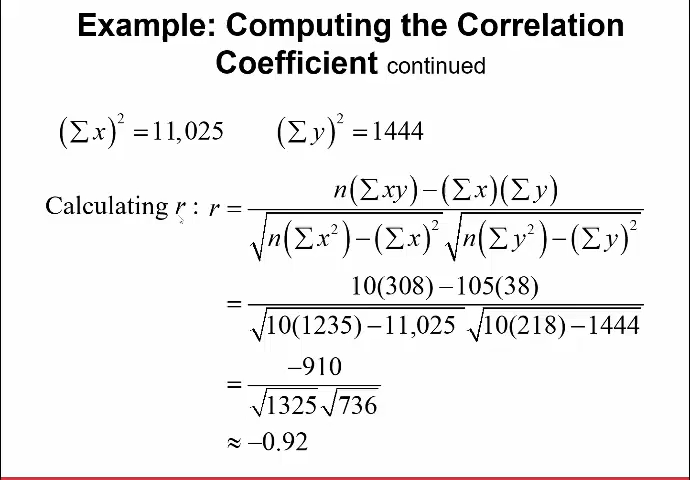 Example: Computing the Correlation
Coefficient continued
(Σx)² = 11,025 (Σy)² = 1444
Calculating r : r = n(Σxy) − (Σx)(Σy) / √(n(Σx²) − (Σx)²) √(n(Σy²) − (Σy)²)
= 10(308) − 105(38) / √(10(1235) − 11,025) √(10(218) − 1444)
= −910 / √1325 √736
≈ −0.92